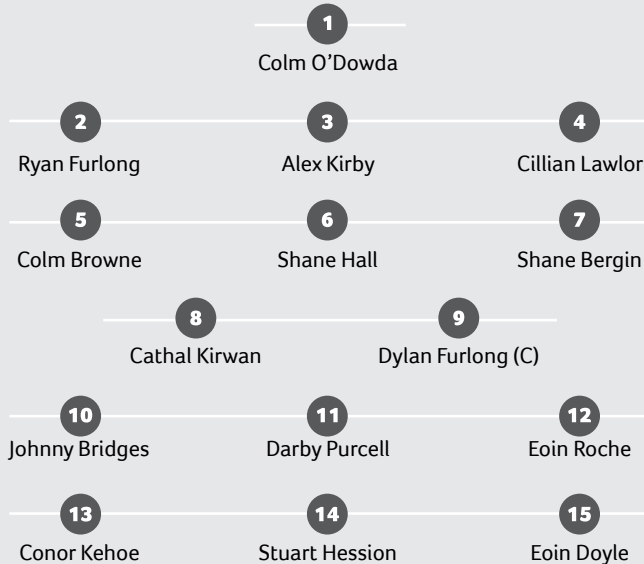 1
Colm O’Dowda
2 3 4
Ryan Furlong Alex Kirby Cillian Lawlor
5 6 7
Colm Browne Shane Hall Shane Bergin
8 9
Cathal Kirwan Dylan Furlong (C)
10 11 12
Johnny Bridges Darby Purcell Eoin Roche
13 14 15
Conor Kehoe Stuart Hession Eoin Doyle